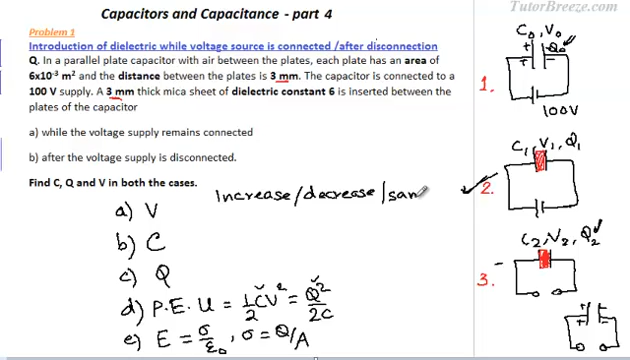 TutorBreeze.com
Capacitors and Capacitance - part 4
Problem 1
Introduction of dielectric while voltage source is connected /after disconnection
Q. In a parallel plate capacitor with air between the plates, each plate has an area of
6x10⁻³ m² and the distance between the plates is 3 mm. The capacitor is connected to a
100 V supply. A 3 mm thick mica sheet of dielectric constant 6 is inserted between the
plates of the capacitor
a) while the voltage supply remains connected
b) after the voltage supply is disconnected.
Find C, Q and V in both the cases.
Increase/decrease/sam
a) V
b) C
c) Q
d) P.E. U = 1/2 CV² = Q²/2C
e) E = σ/ε₀, σ = Q/A
C₀, V₀
Q₀
+ +
- -
1.
100V
C₁, V₁, Q₁
2.
C₂, V₂, Q₂
3.
+ -
+ -